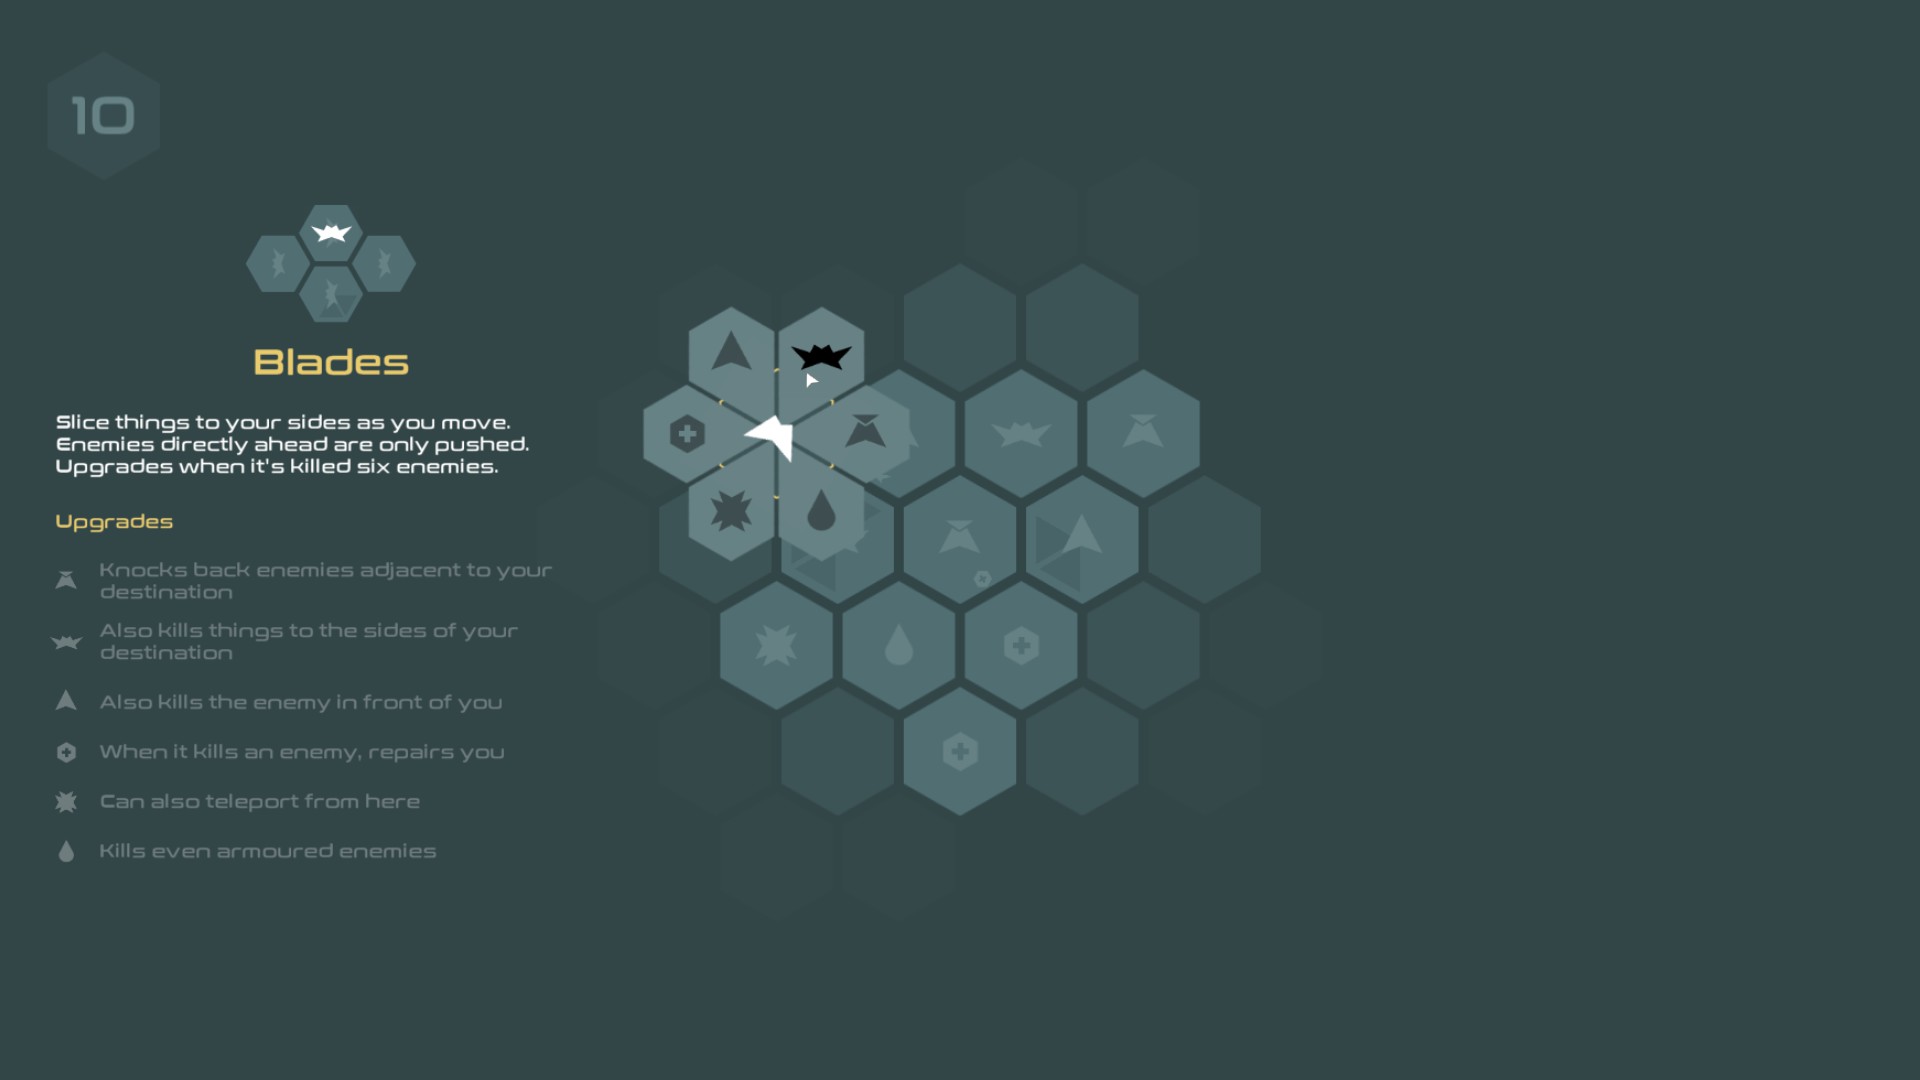 10
Blades
Slice things to your sides as you move.
Enemies directly ahead are only pushed.
Upgrades when it's killed six enemies.
Upgrades
Knocks back enemies adjacent to your
destination
Also kills things to the sides of your
destination
Also kills the enemy in front of you
When it kills an enemy, repairs you
Can also teleport from here
Kills even armoured enemies